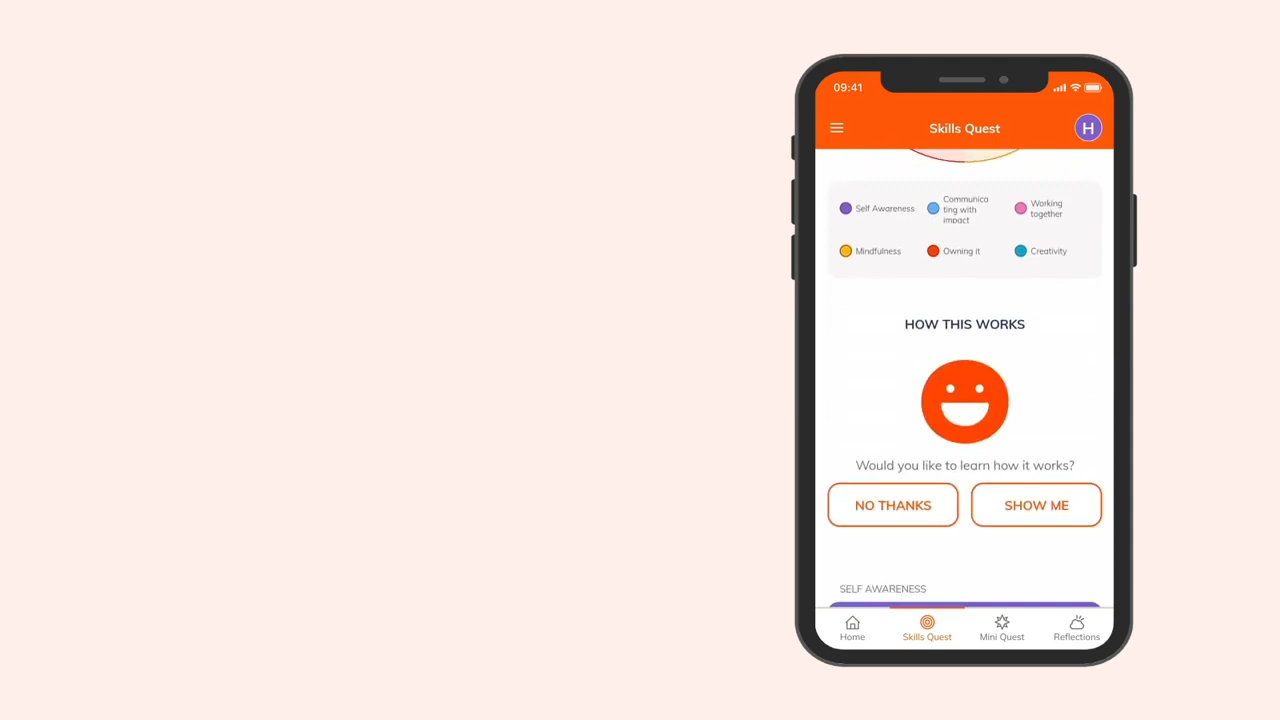 09:41
Skills Quest
H
Self Awareness
Communica
ting with
impact
Working
together
Mindfulness
Owning it
Creativity
HOW THIS WORKS
Would you like to learn how it works?
NO THANKS
SHOW ME
SELF AWARENESS
Home
Skills Quest
Mini Quest
Reflections